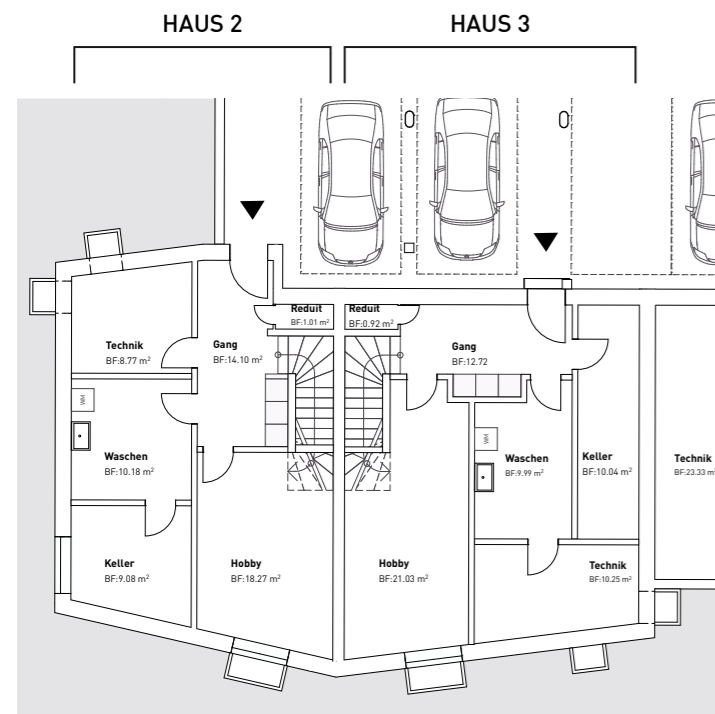 HAUS 2
HAUS 3
Reduit
BF:1.01 m²
Reduit
BF:0.92 m²
Technik
BF:8.77 m²
Gang
BF:14.10 m²
Gang
BF:12.72
WM
Waschen
BF:10.18 m²
WM
Waschen
BF:9.99 m²
Keller
BF:10.04 m²
Technik
BF:23.33 m²
Keller
BF:9.08 m²
Hobby
BF:18.27 m²
Hobby
BF:21.03 m²
Technik
BF:10.25 m²